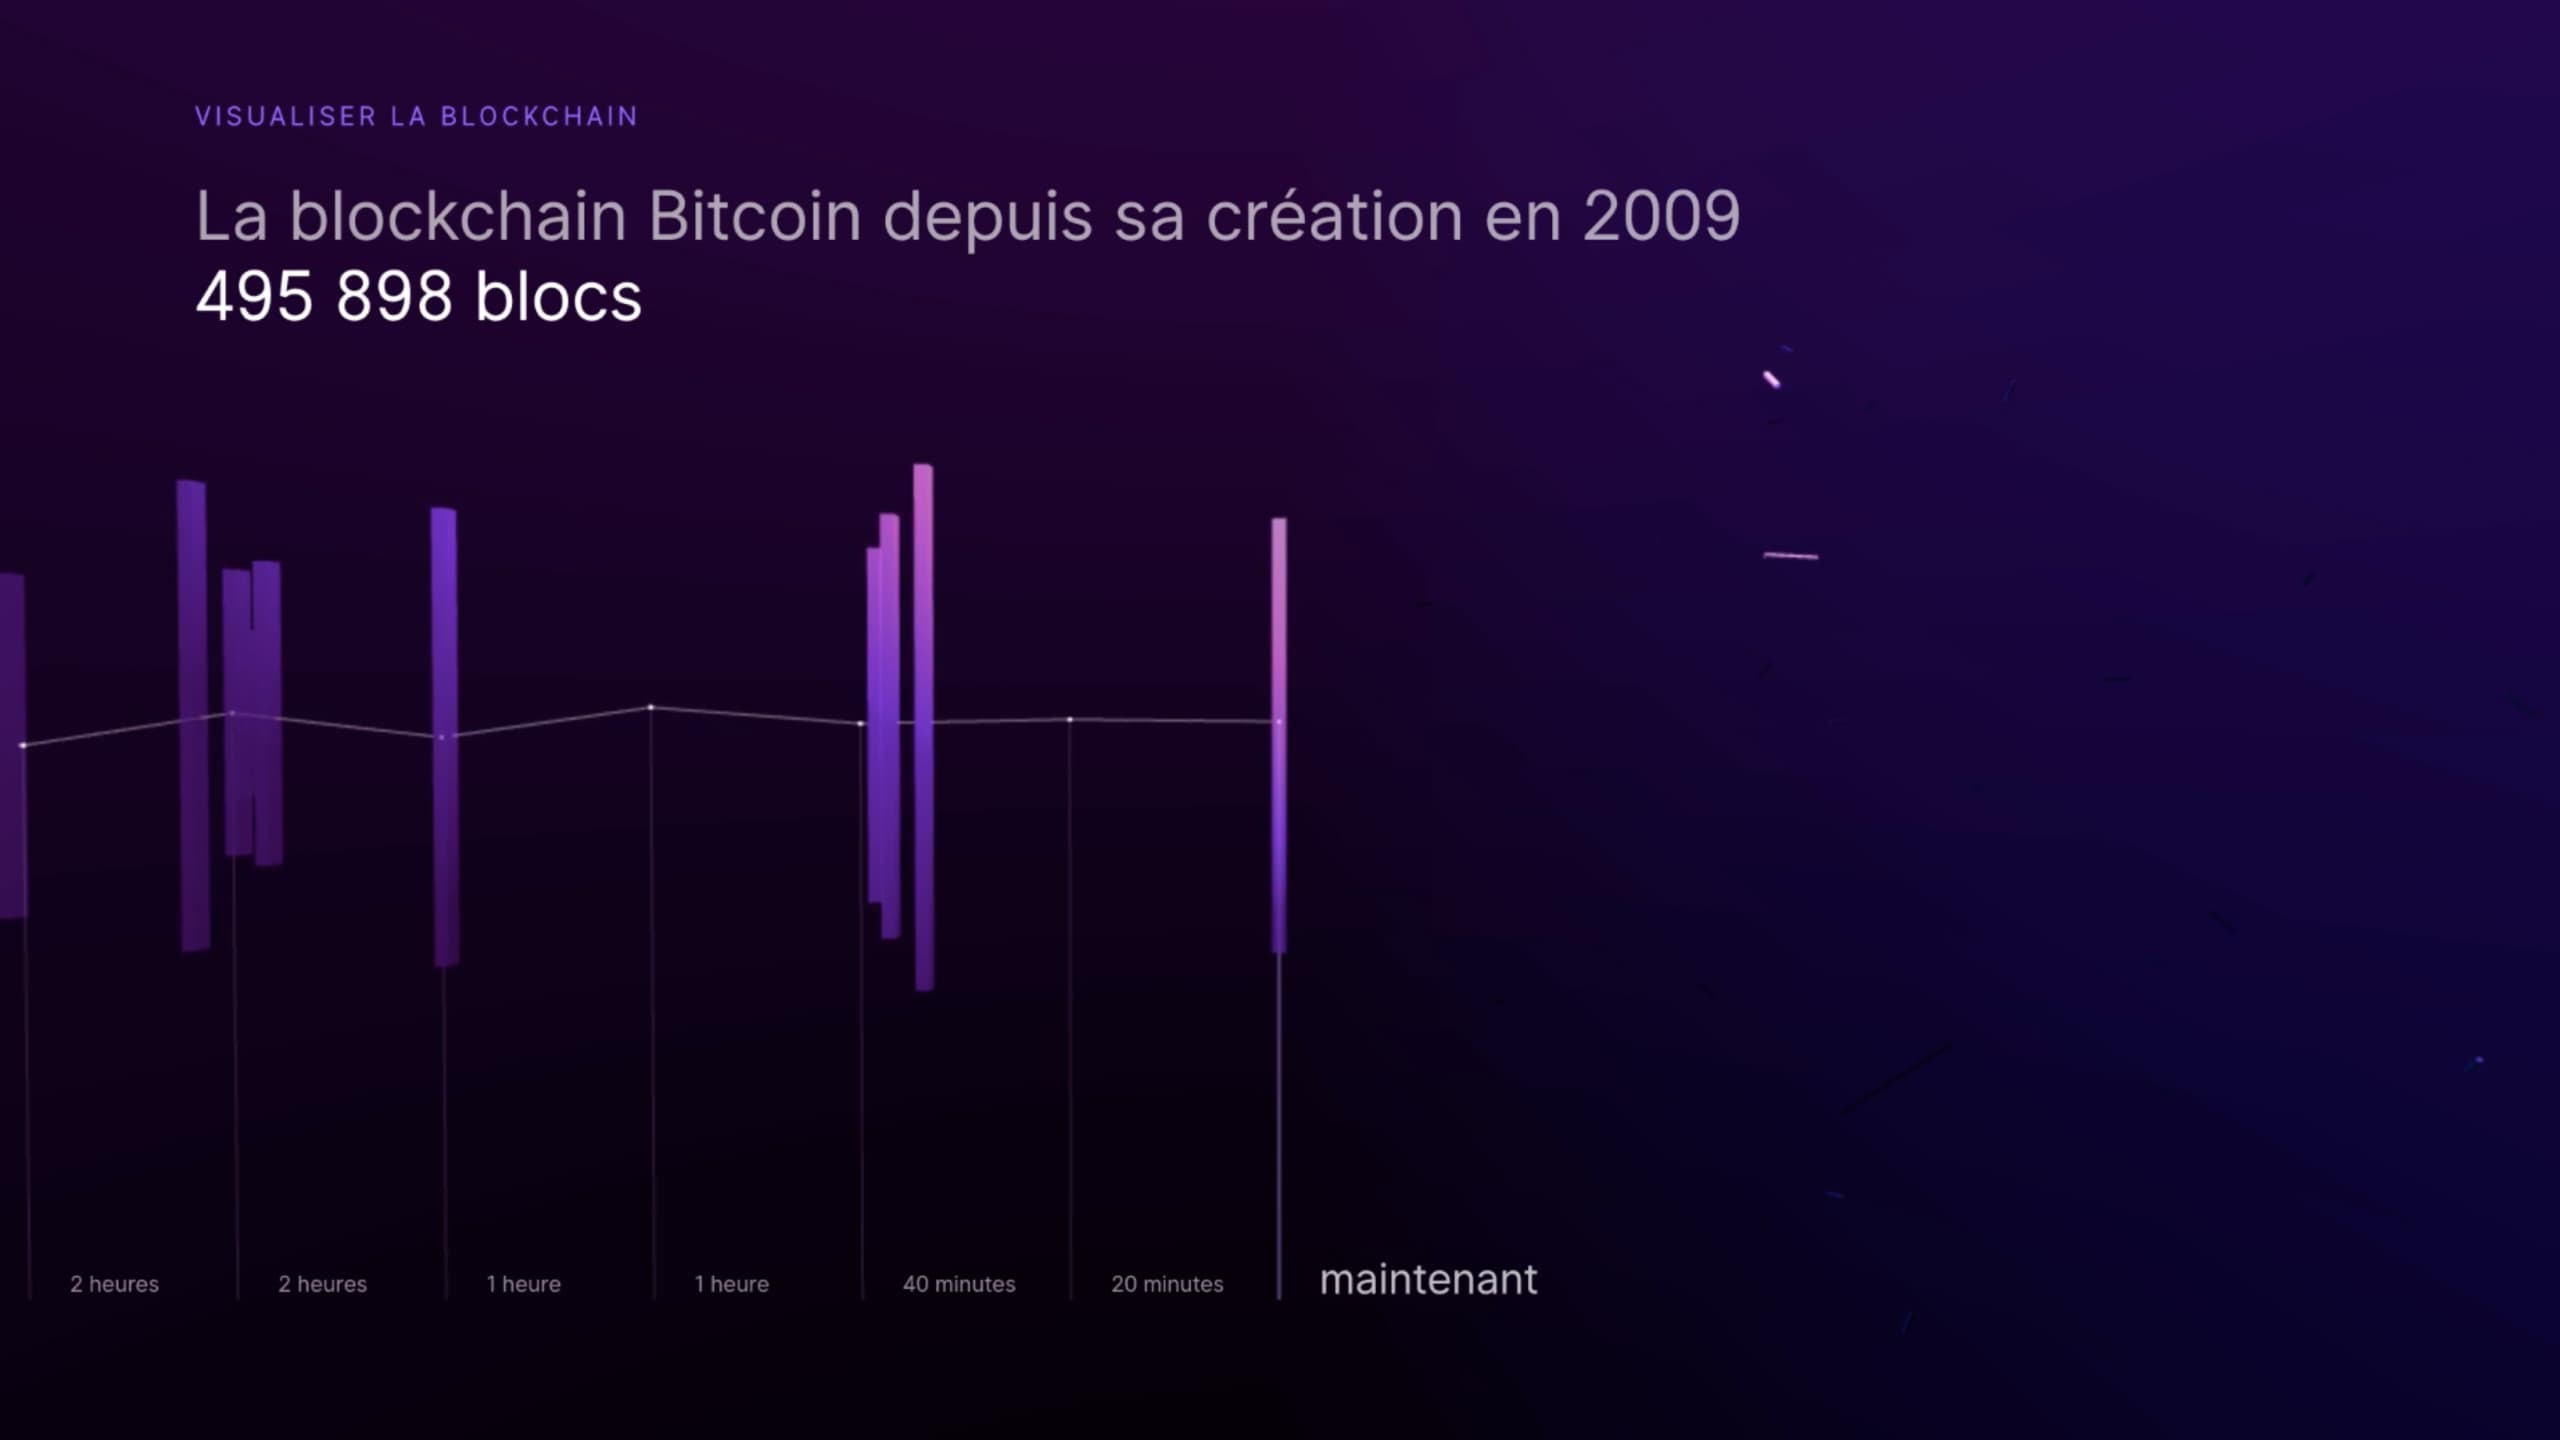 VISUALISER LA BLOCKCHAIN
La blockchain Bitcoin depuis sa création en 2009
495 898 blocs
2 heures
2 heures
1 heure
1 heure
40 minutes
20 minutes
maintenant